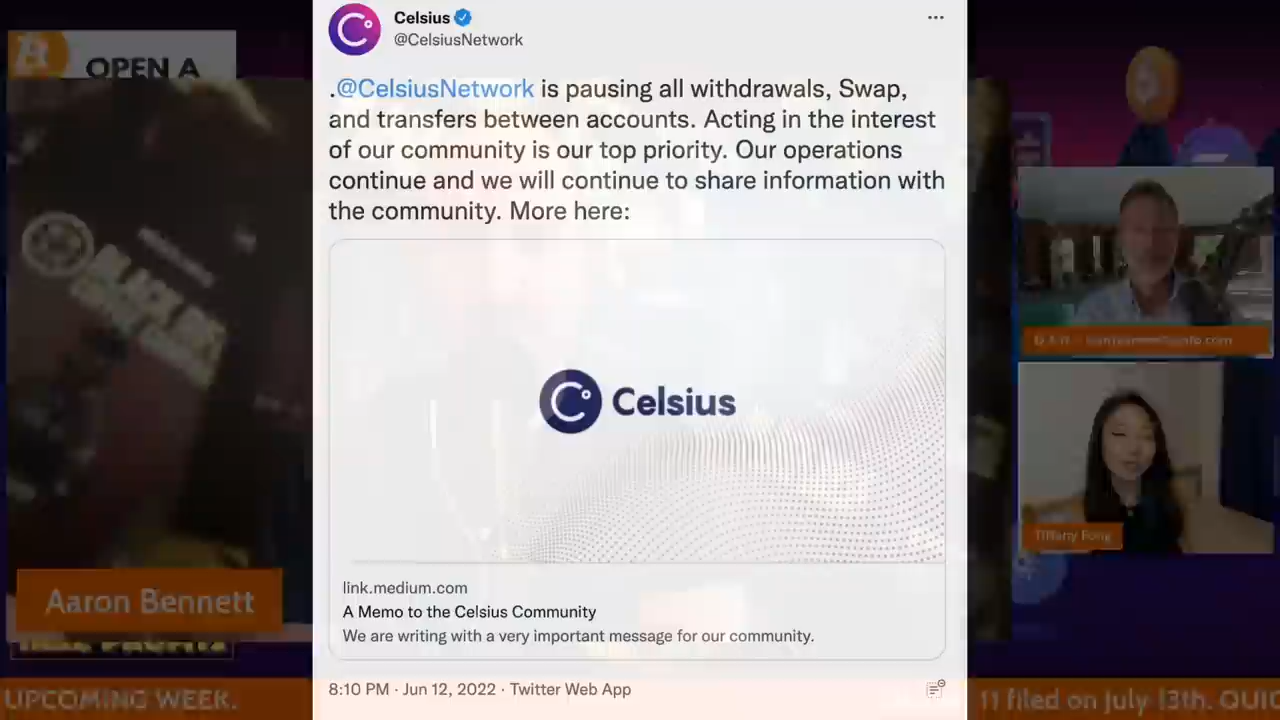 OPEN A
Celsius
@CelsiusNetwork
.@CelsiusNetwork is pausing all withdrawals, Swap,
and transfers between accounts. Acting in the interest
of our community is our top priority. Our operations
continue and we will continue to share information with
the community. More here:
Celsius
link.medium.com
A Memo to the Celsius Community
We are writing with a very important message for our community.
8:10 PM · Jun 12, 2022 · Twitter Web App
Aaron Bennett
Tiffany Fong
UPCOMING WEEK.
11 filed on July 13th. QUIC